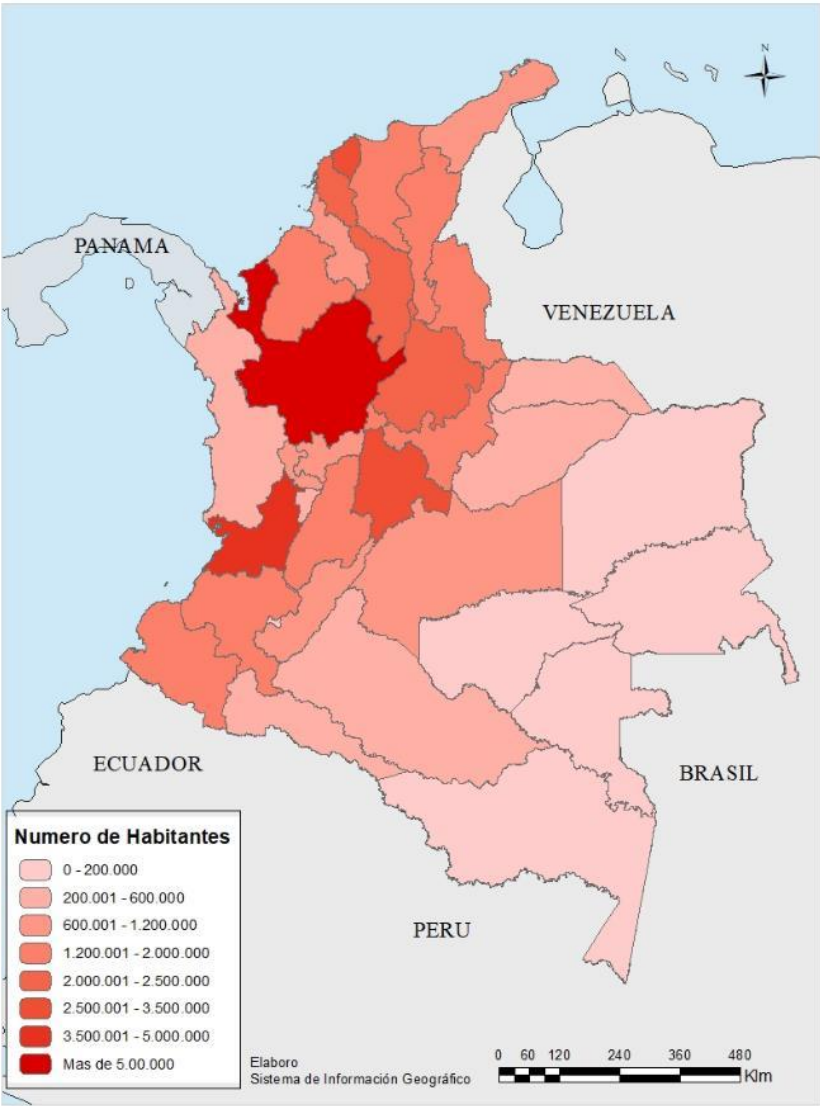 N
PANAMA
D
VENEZUELA
ECUADOR
BRASIL
PERU
Numero de Habitantes
0 - 200.000
200.001 - 600.000
600.001 - 1.200.000
1.200.001 - 2.000.000
2.000.001 - 2.500.000
2.500.001 - 3.500.000
3.500.001 - 5.000.000
Mas de 5.00.000
Elaboro
Sistema de Información Geográfico
0 60 120 240 360 480
Klm